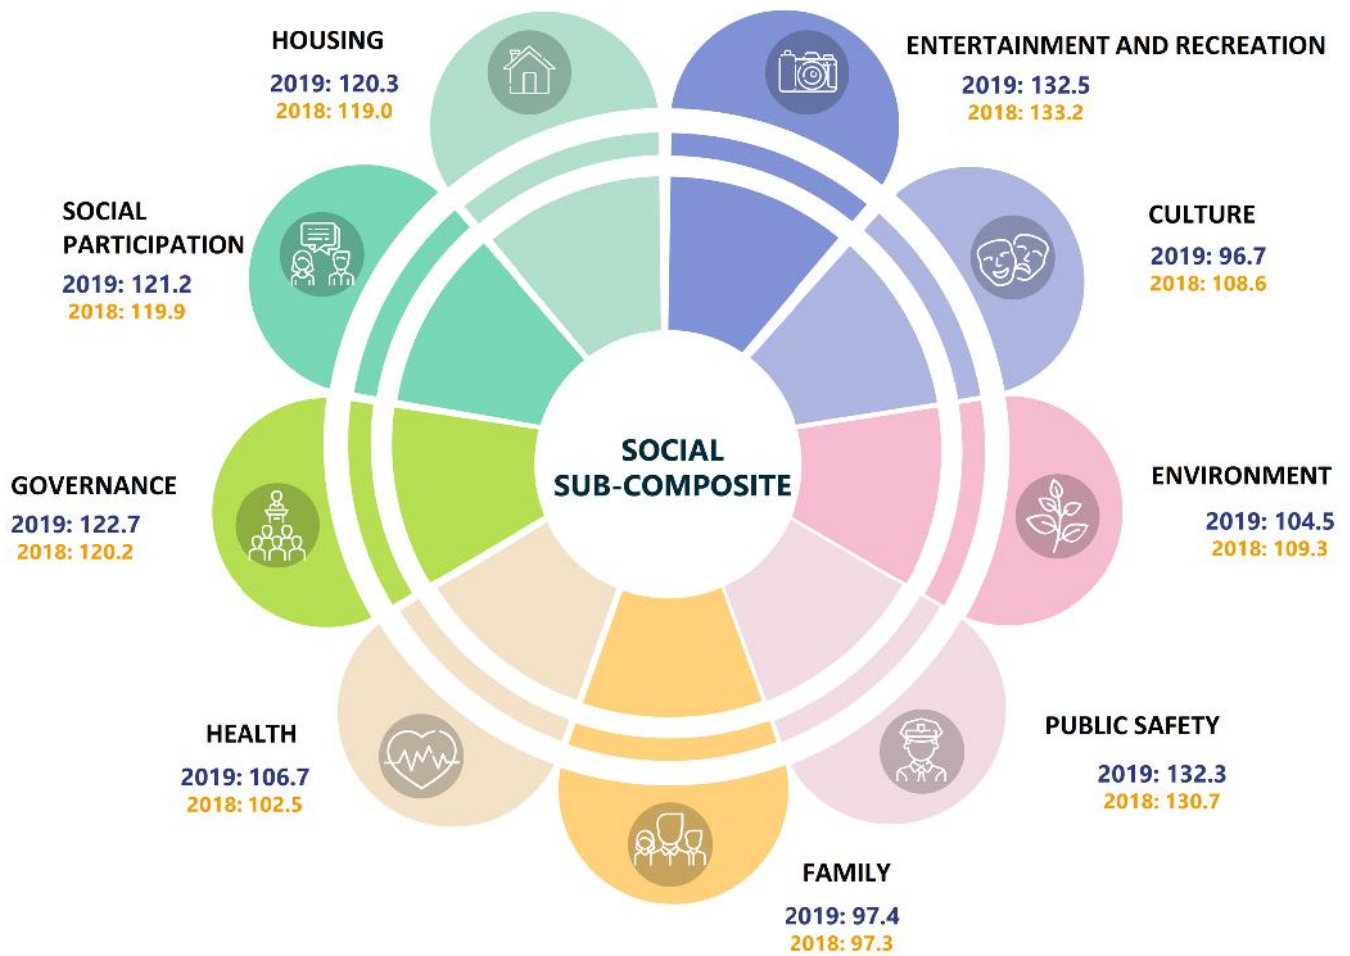 HOUSING
2019: 120.3
2018: 119.0
ENTERTAINMENT AND RECREATION
2019: 132.5
2018: 133.2
SOCIAL
PARTICIPATION
2019: 121.2
2018: 119.9
CULTURE
2019: 96.7
2018: 108.6
SOCIAL
SUB-COMPOSITE
GOVERNANCE
2019: 122.7
2018: 120.2
ENVIRONMENT
2019: 104.5
2018: 109.3
HEALTH
2019: 106.7
2018: 102.5
PUBLIC SAFETY
2019: 132.3
2018: 130.7
FAMILY
2019: 97.4
2018: 97.3